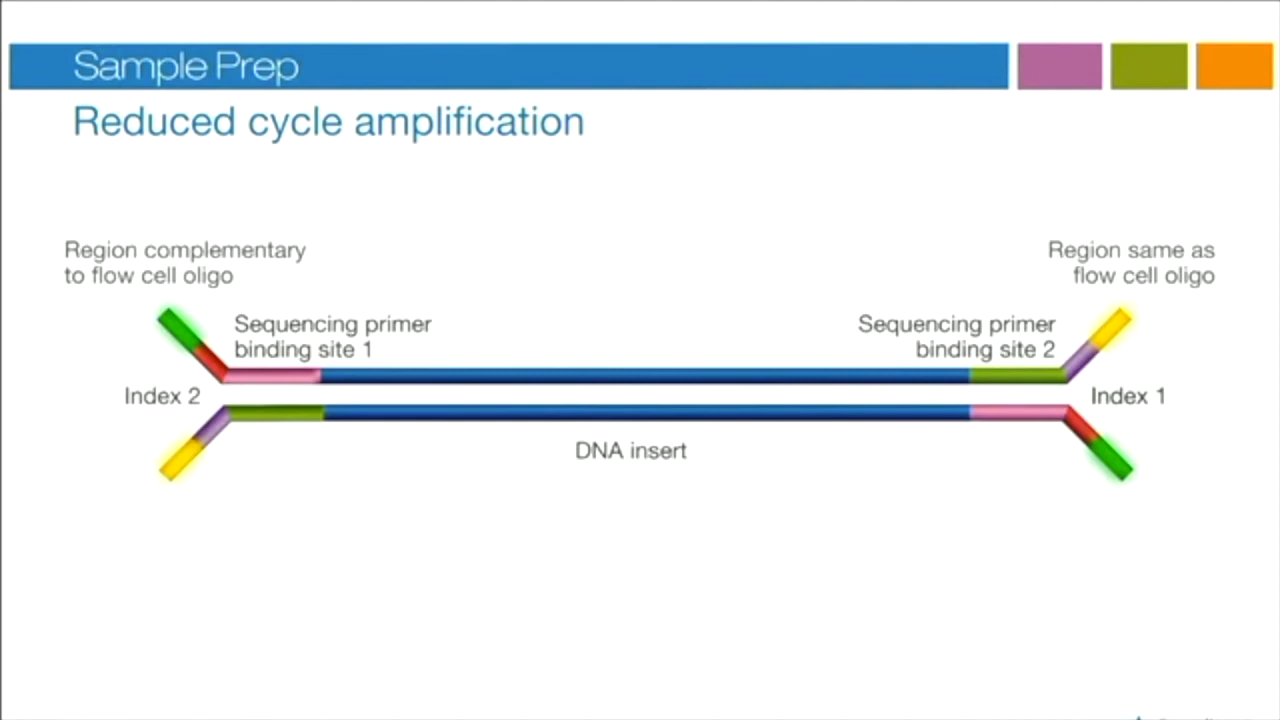 Sample Prep
Reduced cycle amplification
Region complementary
to flow cell oligo
Region same as
flow cell oligo
Sequencing primer
binding site 1
Sequencing primer
binding site 2
Index 2
Index 1
DNA insert